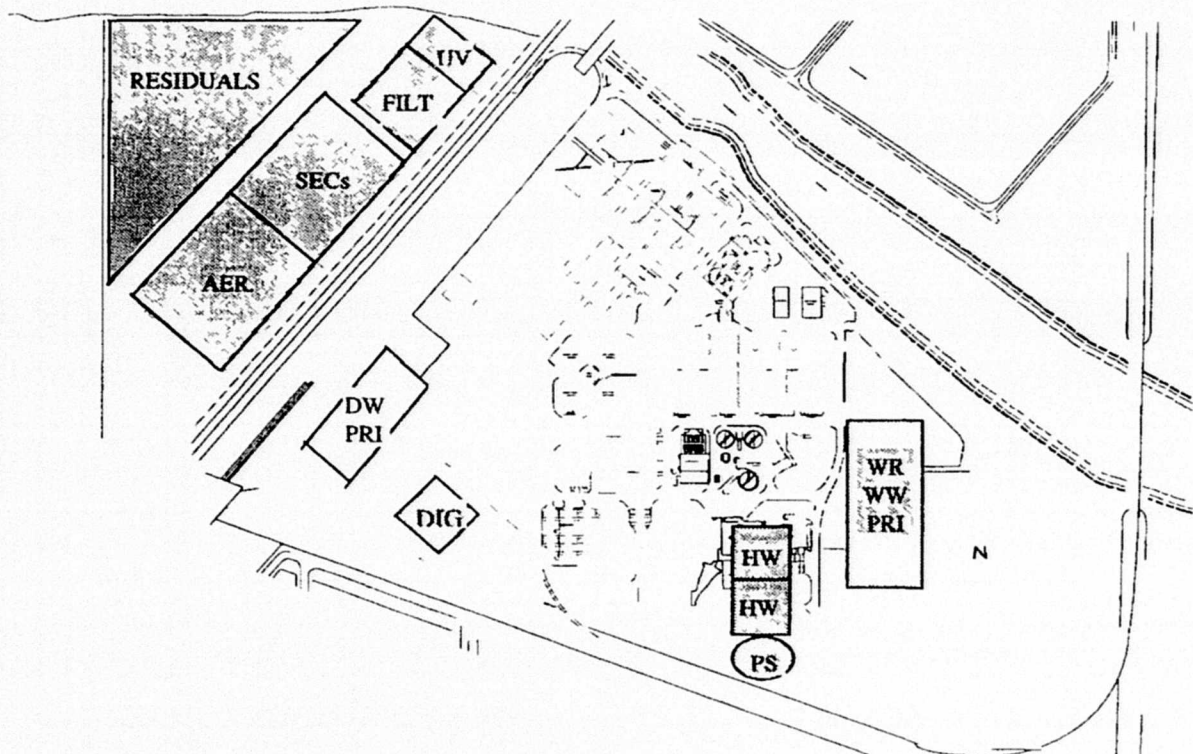 UV
RESIDUALS
FILT
SECs
AER.
DW
PRI
WR
WW
PRI
DIG
HW
N
HW
PS